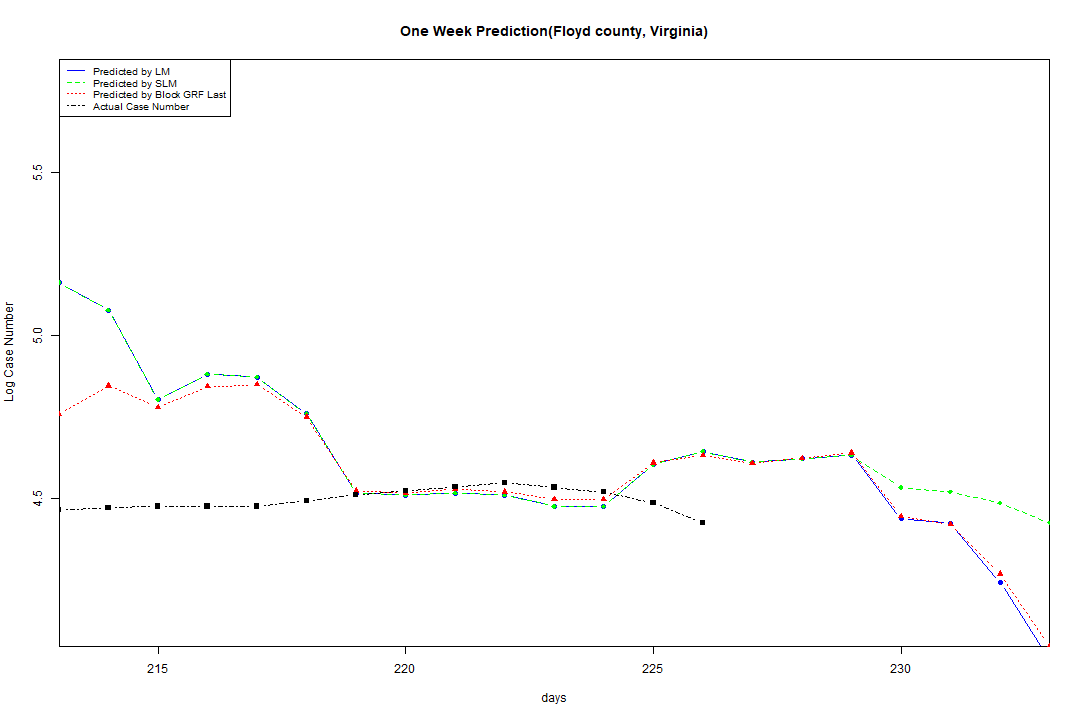 One Week Prediction(Floyd county, Virginia)
Predicted by LM
Predicted by SLM
Predicted by Block GRF Last
Actual Case Number
5.5
5.0
4.5
Log Case Number
215 220 225 230
days